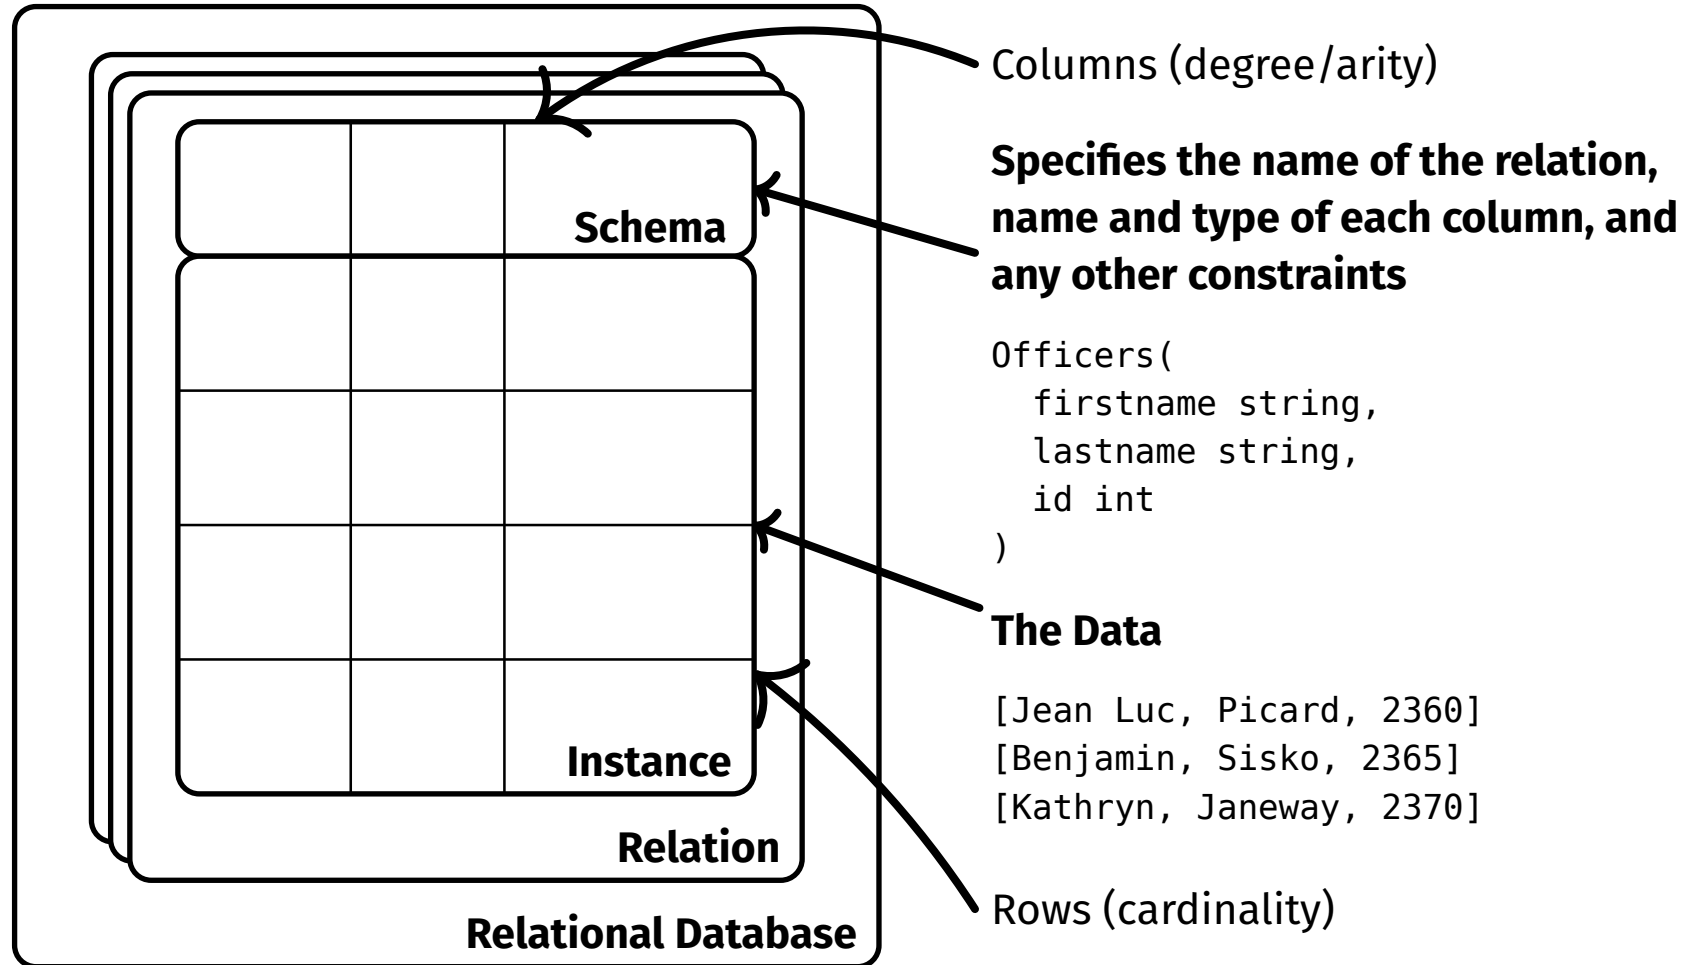 Columns (degree/arity)
Specifies the name of the relation,
name and type of each column, and
any other constraints
Schema
Officers(
  firstname string,
  lastname string,
  id int
)
The Data
[Jean Luc, Picard, 2360]
[Benjamin, Sisko, 2365]
[Kathryn, Janeway, 2370]
Instance
Relation
Rows (cardinality)
Relational Database